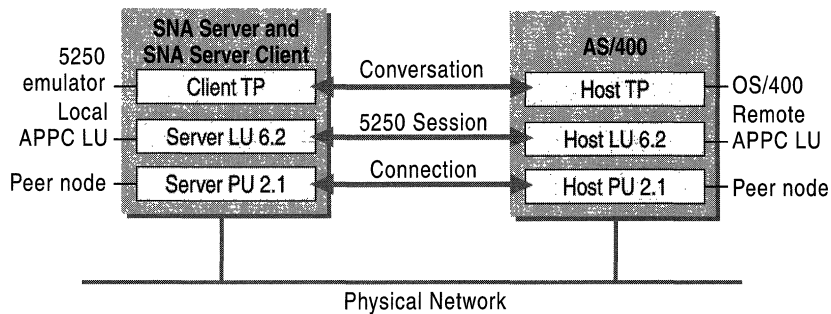 SNA Server and
SNA Server Client
AS/400
5250
emulator
Client TP
Conversation
Host TP
OS/400
Local
APPC LU
Server LU 6.2
5250 Session
Host LU 6.2
Remote
APPC LU
Peer node
Server PU 2.1
Connection
Host PU 2.1
Peer node
Physical Network